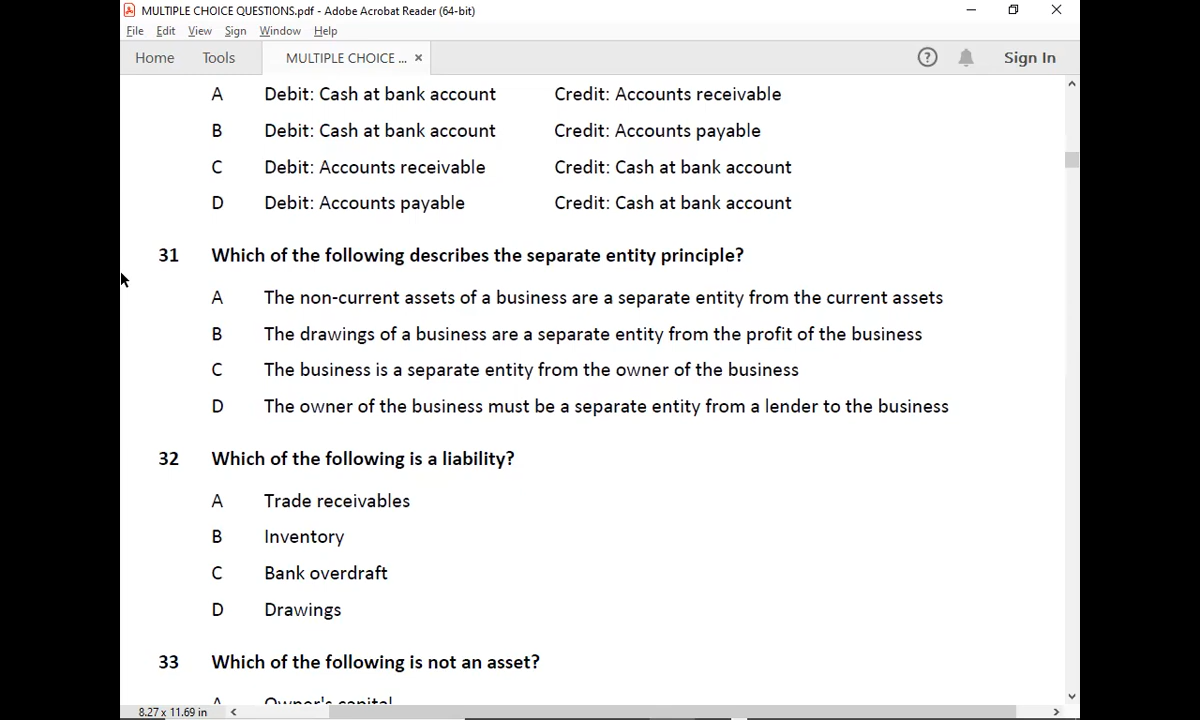 MULTIPLE CHOICE QUESTIONS.pdf - Adobe Acrobat Reader (64-bit)
File Edit View Sign Window Help
Home Tools MULTIPLE CHOICE ... × ? Sign In
A Debit: Cash at bank account Credit: Accounts receivable
B Debit: Cash at bank account Credit: Accounts payable
C Debit: Accounts receivable Credit: Cash at bank account
D Debit: Accounts payable Credit: Cash at bank account
31 Which of the following describes the separate entity principle?
A The non-current assets of a business are a separate entity from the current assets
B The drawings of a business are a separate entity from the profit of the business
C The business is a separate entity from the owner of the business
D The owner of the business must be a separate entity from a lender to the business
32 Which of the following is a liability?
A Trade receivables
B Inventory
C Bank overdraft
D Drawings
33 Which of the following is not an asset?
A Owner's capital
8.27 x 11.69 in